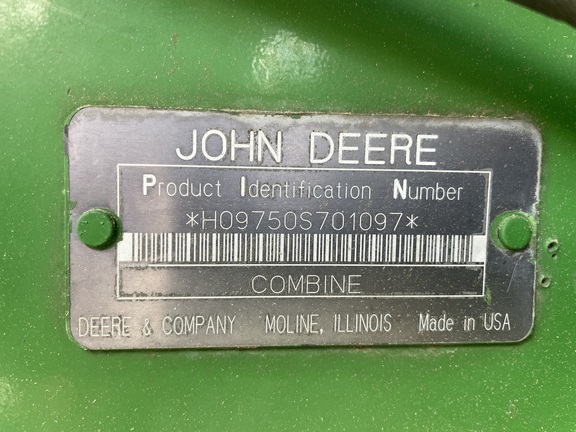 JOHN DEERE
Product Identification Number
*H09750S701097*
COMBINE
DEERE & COMPANY MOLINE, ILLINOIS Made in USA